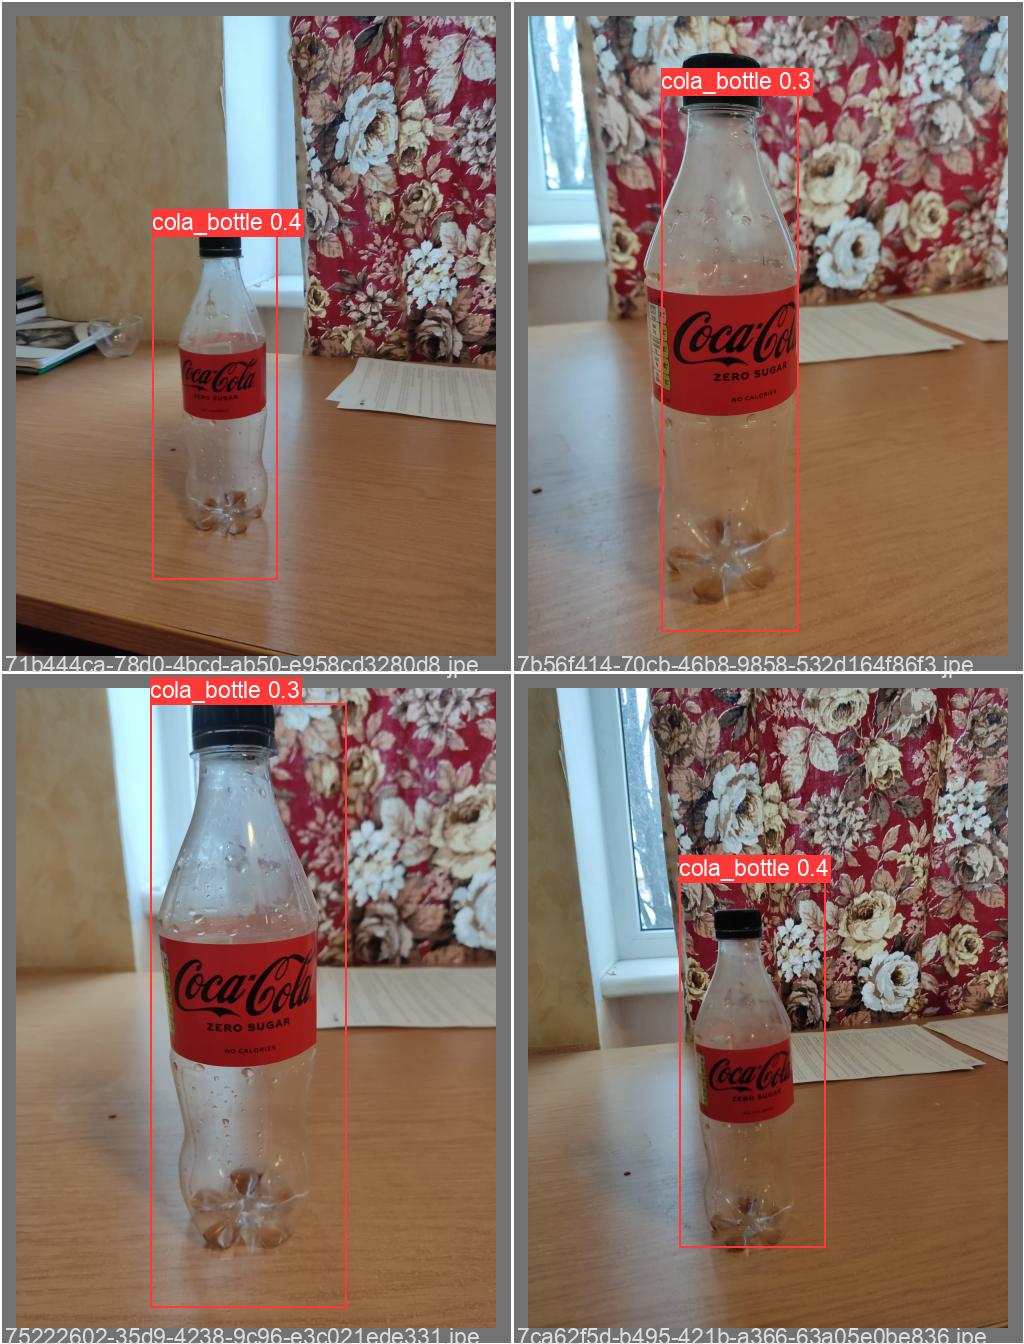 cola_bottle 0.4
Coca-Cola
ZERO SUGAR
71b444ca-78d0-4bcd-ab50-e958cd3280d8.jpe
cola_bottle 0.3
Coca-Cola
ZERO SUGAR
NO CALORIES
7b56f414-70cb-46b8-9858-532d164f86f3.jpe
cola_bottle 0.3
Coca-Cola
ZERO SUGAR
NO CALORIES
75222602-35d9-4238-9c96-e3c021ede331.jpe
cola_bottle 0.4
Coca-Cola
ZERO SUGAR
7ca62f5d-b495-421b-a366-63a05e0be836.jpe